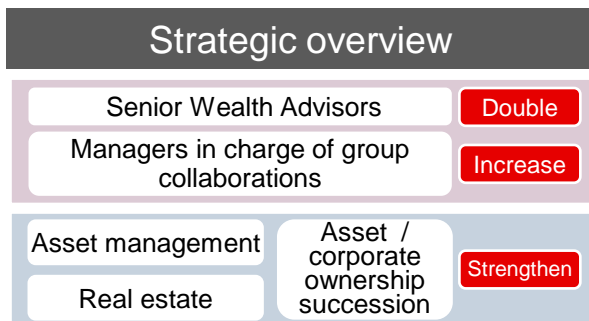 Strategic overview
Senior Wealth Advisors
Double
Managers in charge of group
collaborations
Increase
Asset management
Real estate
Asset / 
corporate
ownership
succession
Strengthen